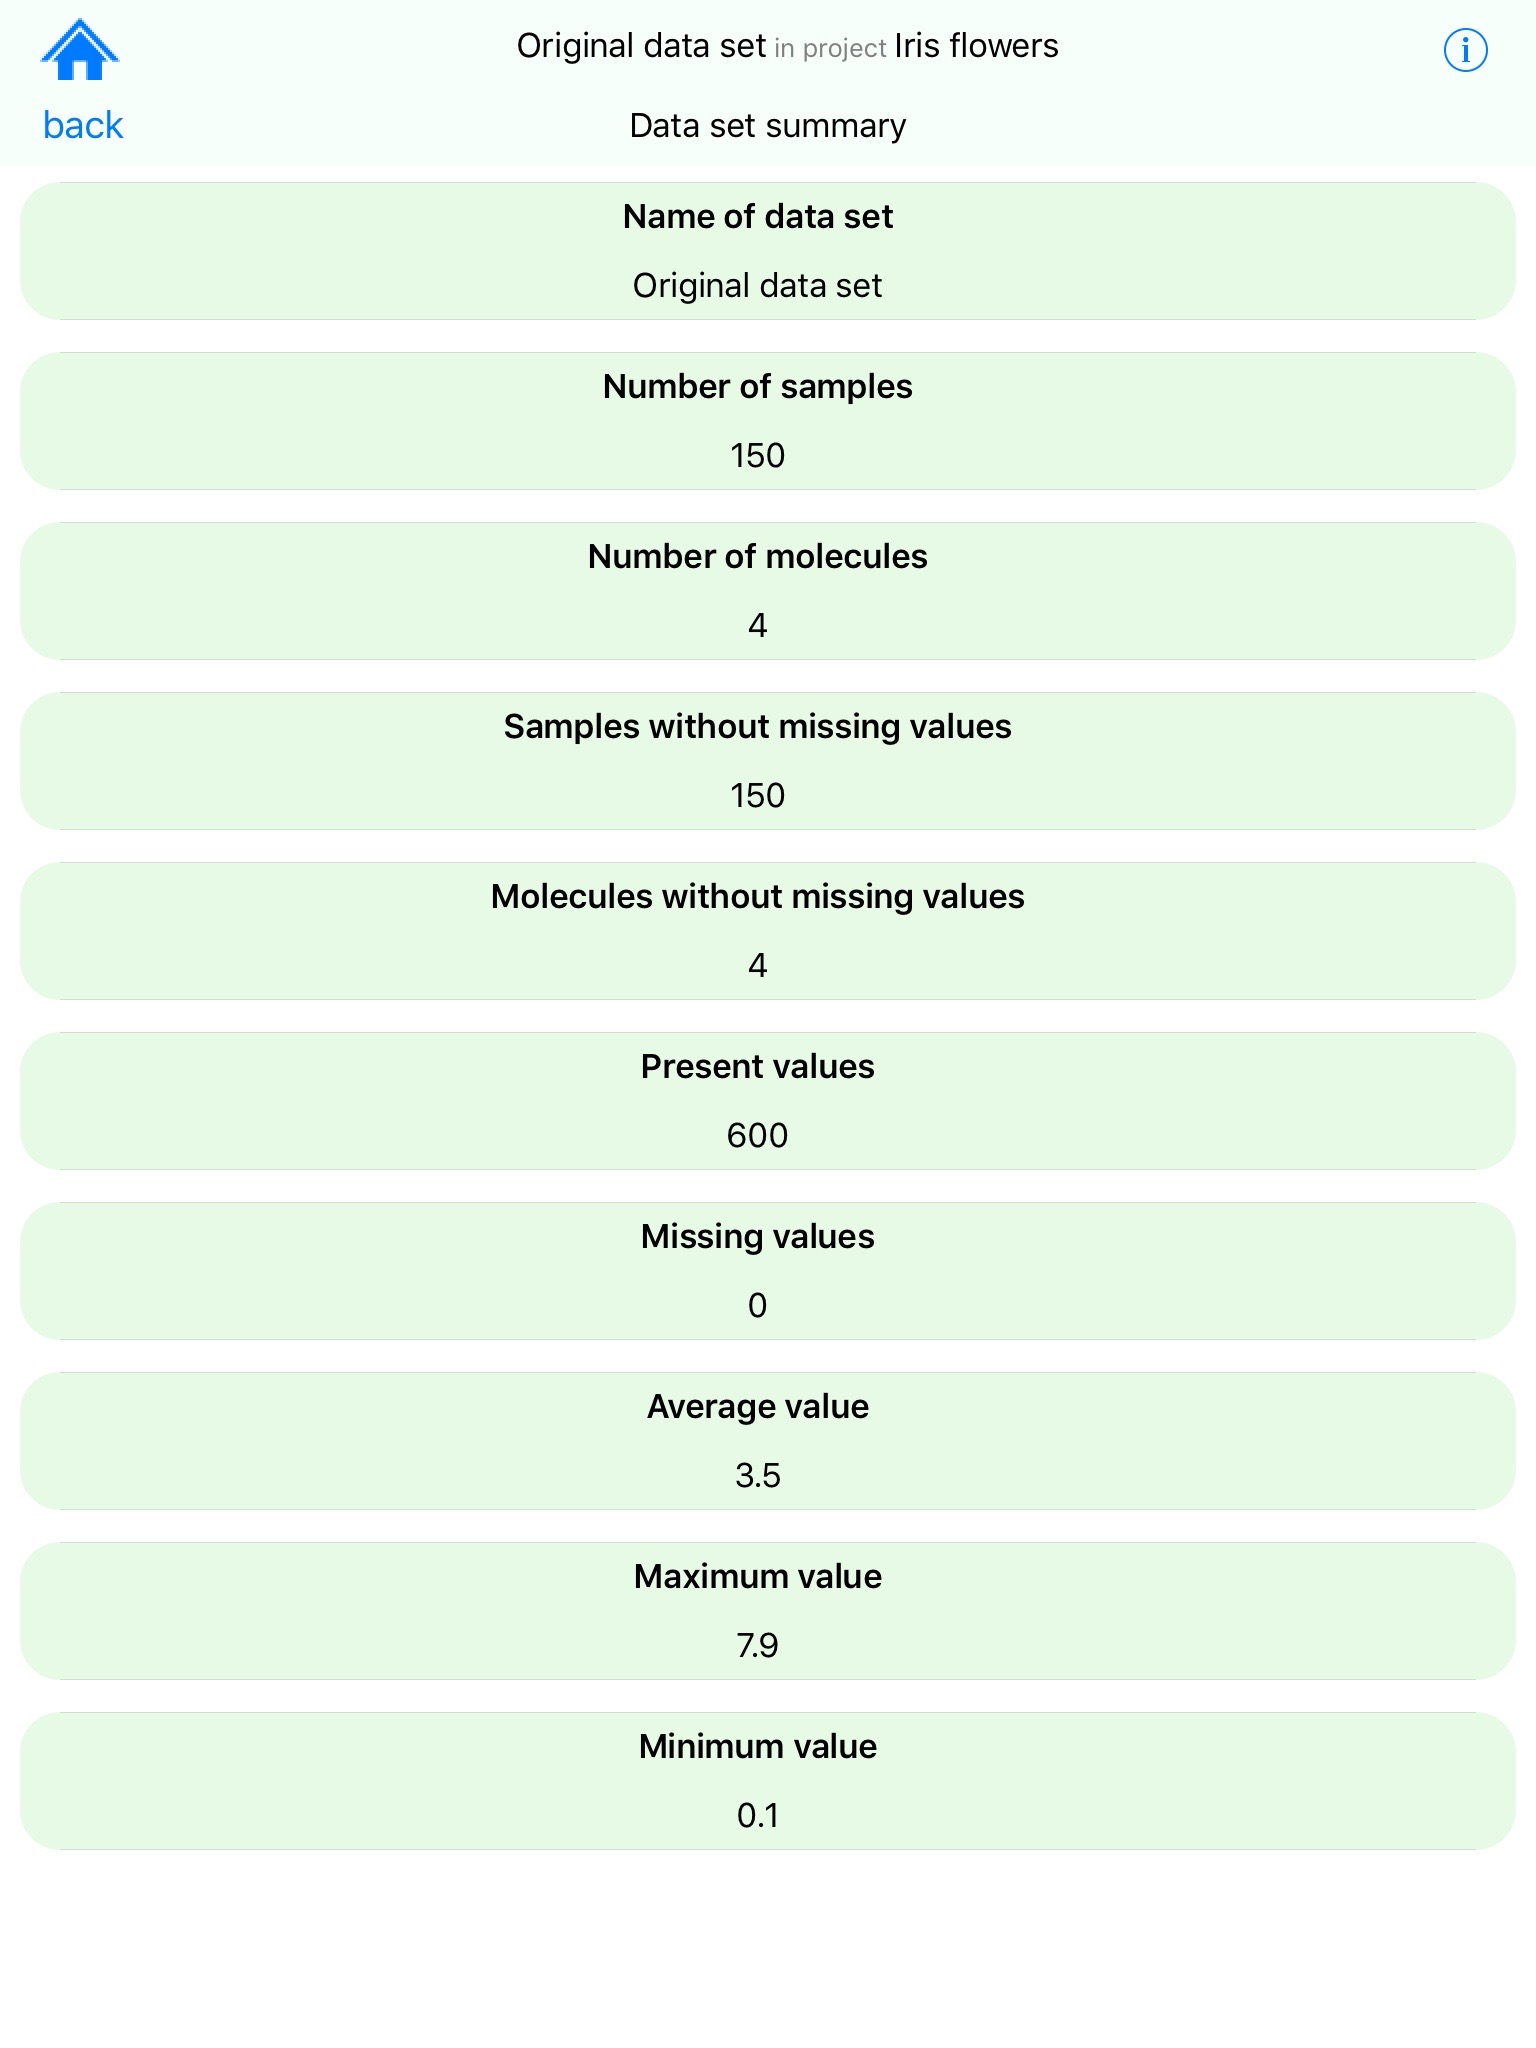 Original data set in project Iris flowers
back
Data set summary
Name of data set
Original data set
Number of samples
150
Number of molecules
4
Samples without missing values
150
Molecules without missing values
4
Present values
600
Missing values
0
Average value
3.5
Maximum value
7.9
Minimum value
0.1